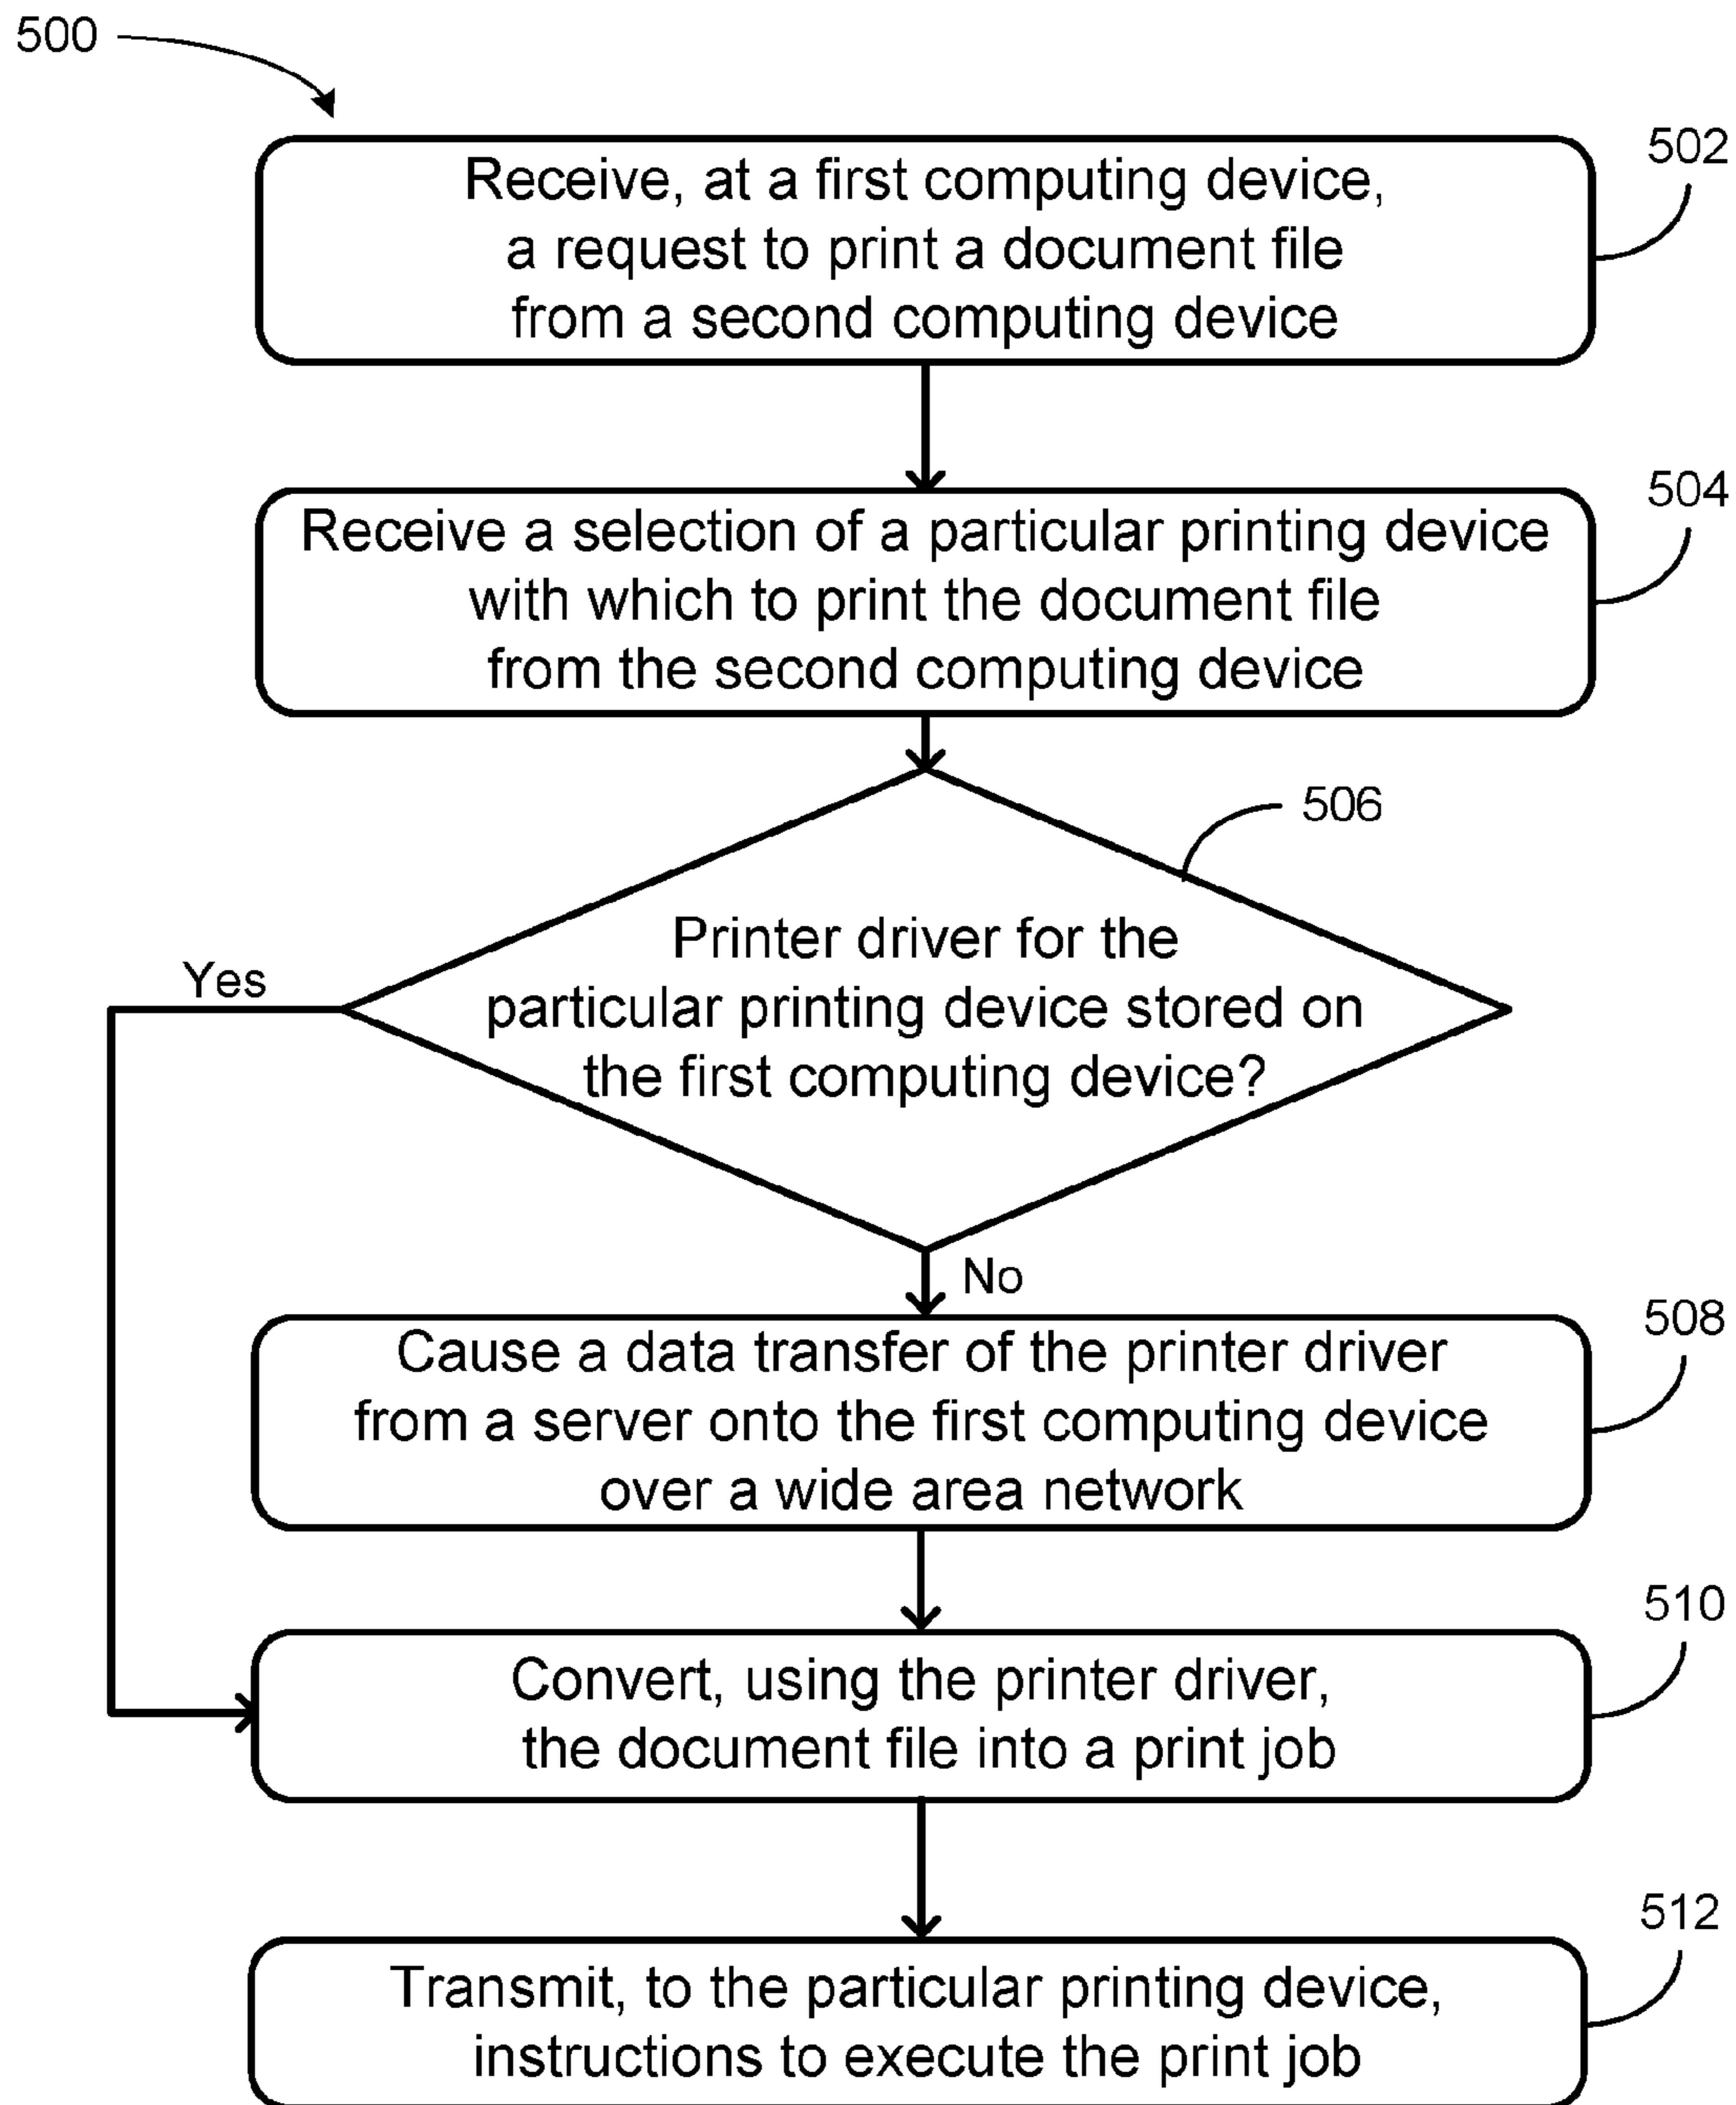 500
502
Receive, at a first computing device,
a request to print a document file
from a second computing device
504
Receive a selection of a particular printing device
with which to print the document file
from the second computing device
506
Printer driver for the
particular printing device stored on
the first computing device?
Yes
No
508
Cause a data transfer of the printer driver
from a server onto the first computing device
over a wide area network
510
Convert, using the printer driver,
the document file into a print job
512
Transmit, to the particular printing device,
instructions to execute the print job